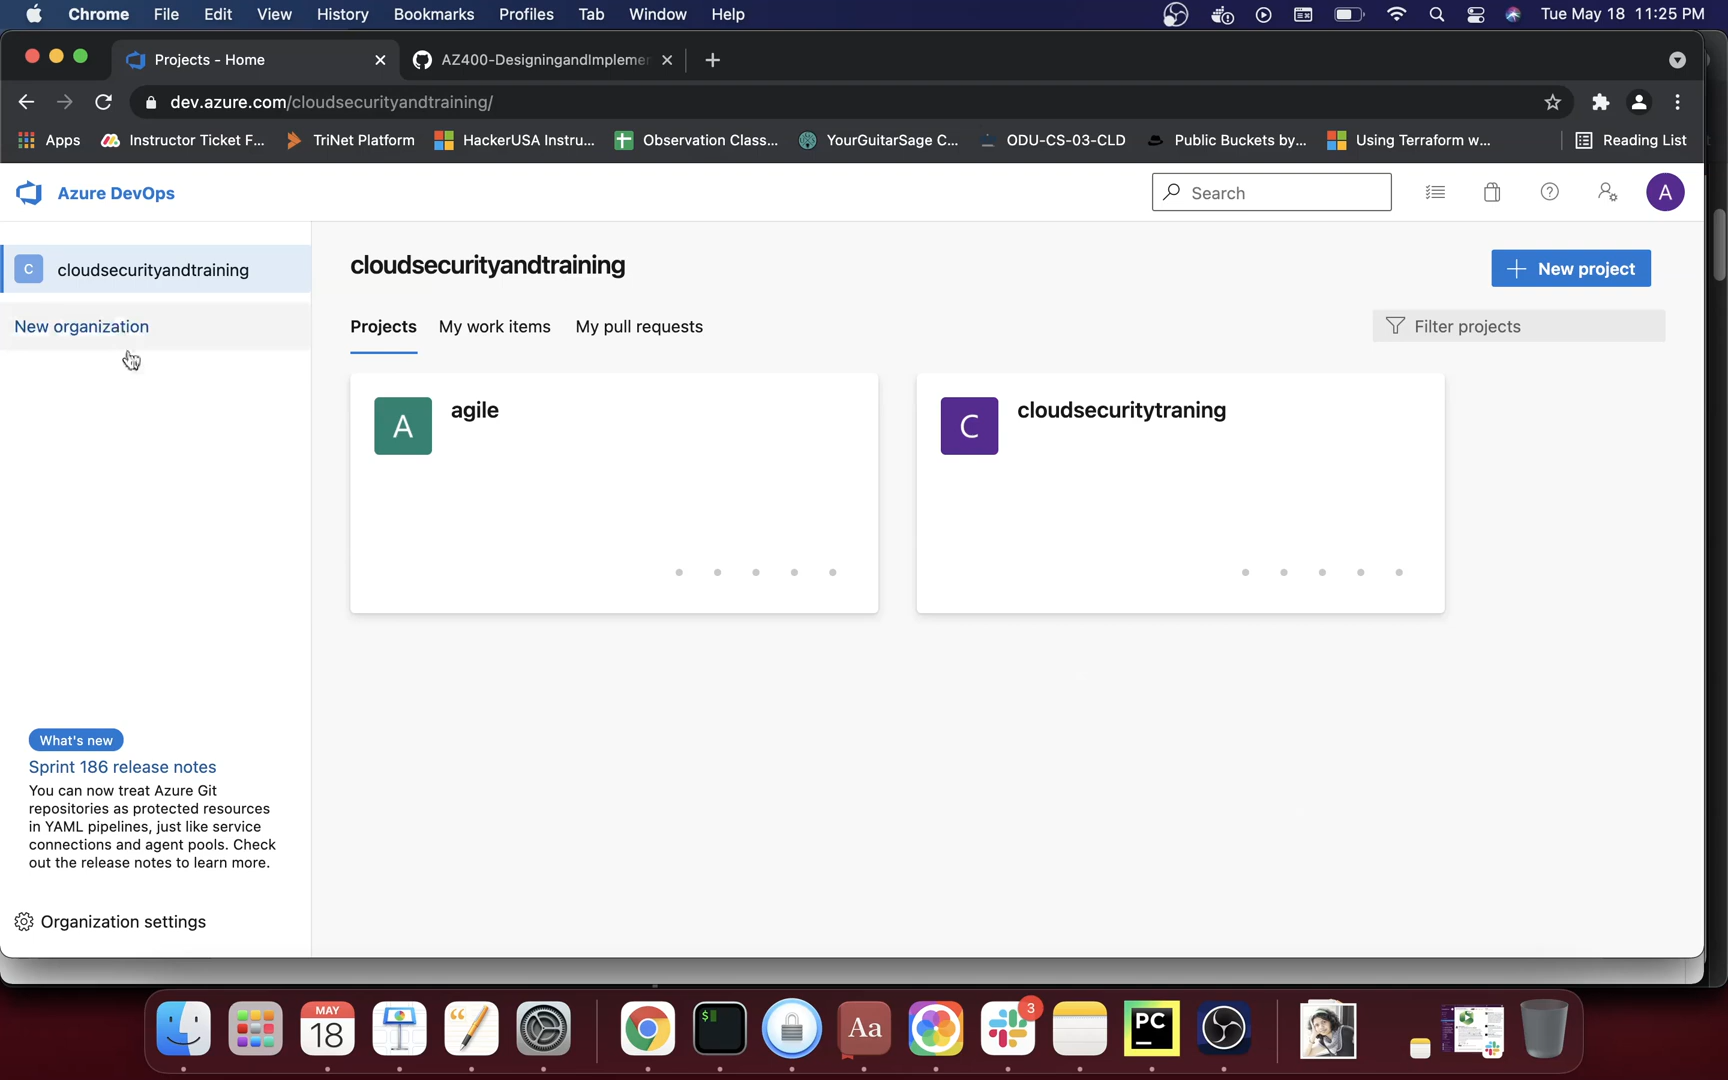 Chrome File Edit View History Bookmarks Profiles Tab Window Help Tue May 18 11:25 PM
Projects - Home AZ400-DesigningandImplemen
dev.azure.com/cloudsecurityandtraining/
Apps Instructor Ticket F... TriNet Platform HackerUSA Instru... Observation Class... YourGuitarSage C... ODU-CS-03-CLD Public Buckets by... Using Terraform w... Reading List
Azure DevOps Search A
C cloudsecurityandtraining
New organization
cloudsecurityandtraining
New project
Projects My work items My pull requests Filter projects
A agile
C cloudsecuritytraning
What's new
Sprint 186 release notes
You can now treat Azure Git
repositories as protected resources
in YAML pipelines, just like service
connections and agent pools. Check
out the release notes to learn more.
Organization settings
MAY
18
$
Aa
3
PC